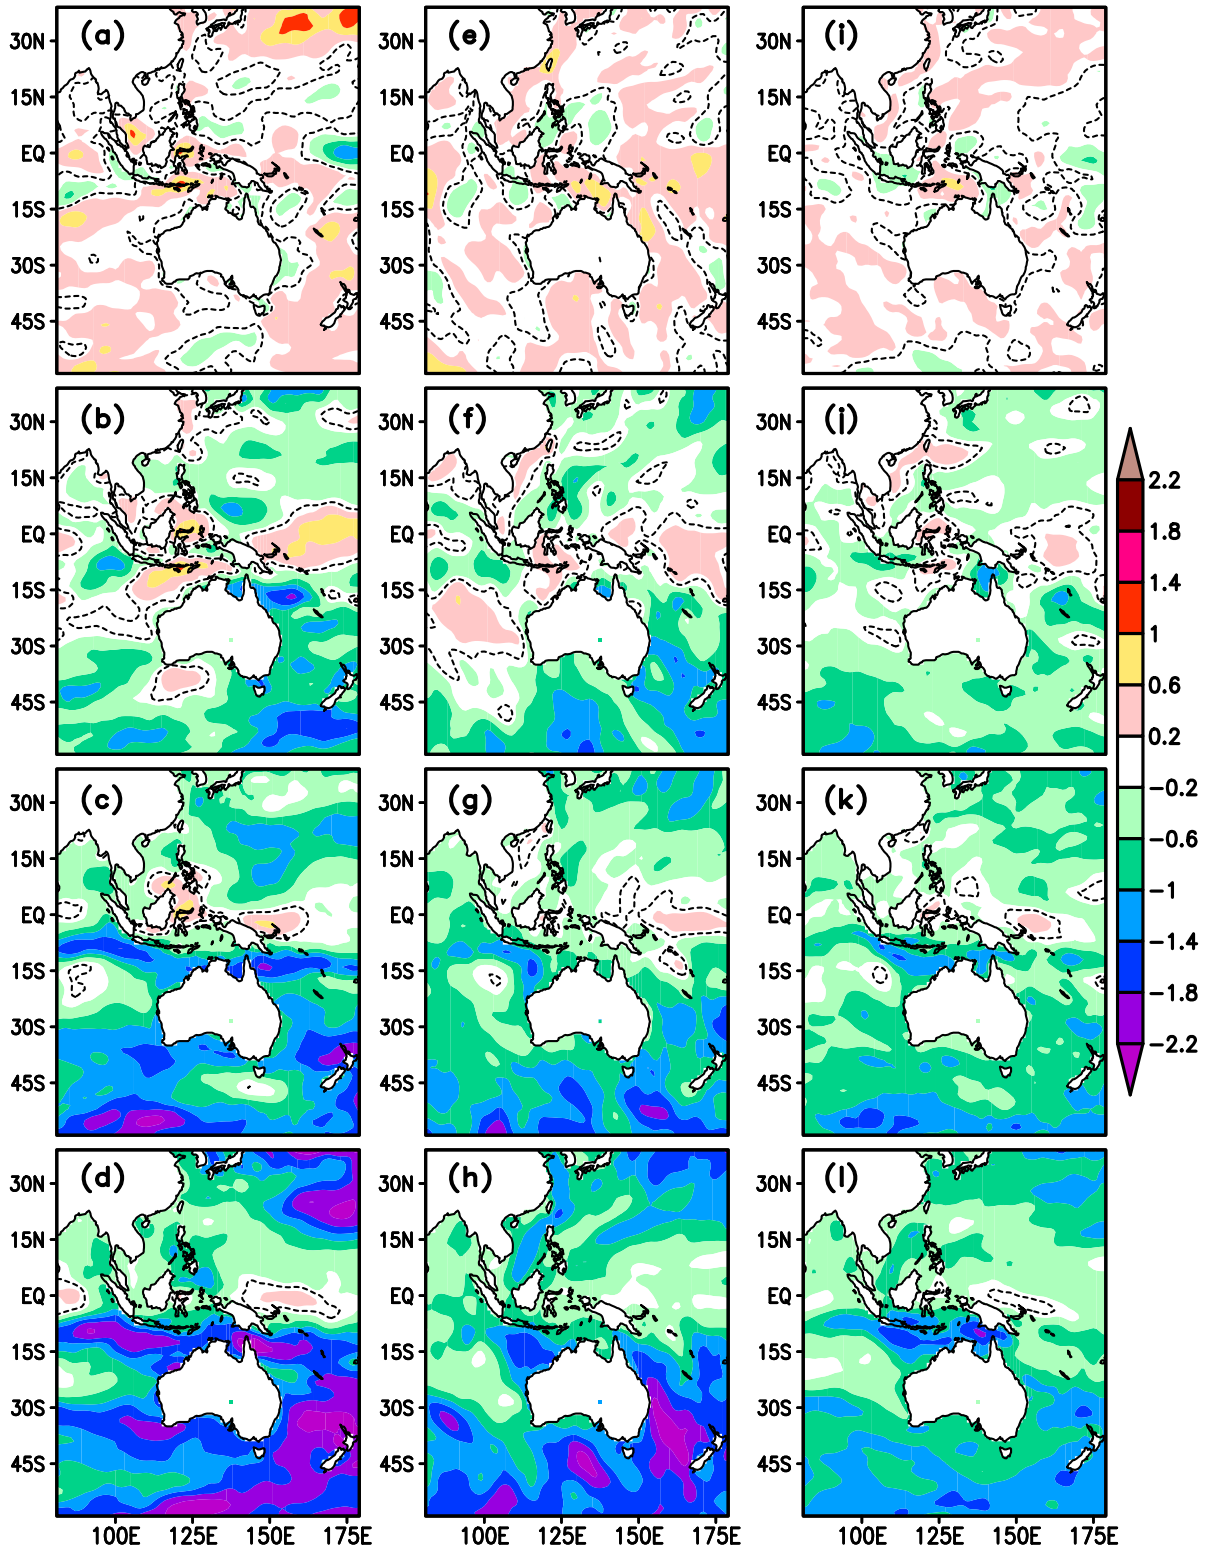 (a) (e) (i)
30N 30N 30N
15N 15N 15N
EQ EQ EQ
15S 15S 15S
30S 30S 30S
45S 45S 45S
(b) (f) (j)
30N 30N 30N
15N 15N 15N
EQ EQ EQ
15S 15S 15S
30S 30S 30S
45S 45S 45S
2.2
1.8
1.4
1
0.6
0.2
−0.2
−0.6
−1
−1.4
−1.8
−2.2
(c) (g) (k)
30N 30N 30N
15N 15N 15N
EQ EQ EQ
15S 15S 15S
30S 30S 30S
45S 45S 45S
(d) (h) (l)
30N 30N 30N
15N 15N 15N
EQ EQ EQ
15S 15S 15S
30S 30S 30S
45S 45S 45S
100E 125E 150E 175E 100E 125E 150E 175E 100E 125E 150E 175E